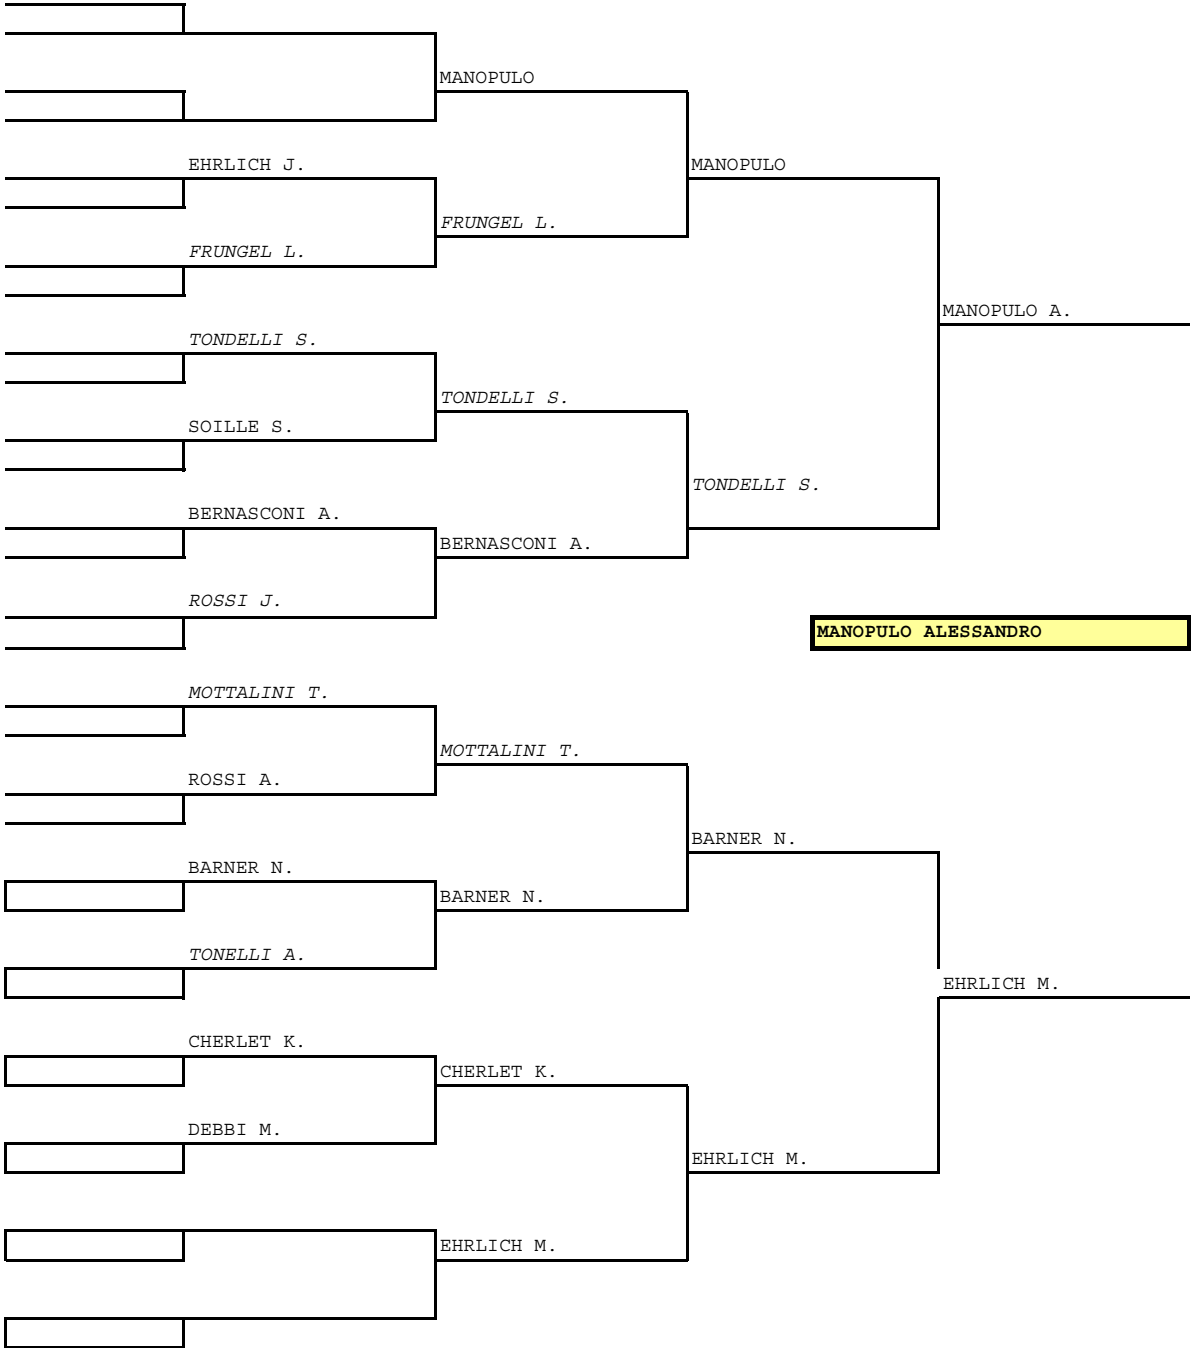 MANOPULO
EHRLICH J.
MANOPULO
FRUNGEL L.
FRUNGEL L.
MANOPULO A.
TONDELLI S.
TONDELLI S.
SOILLE S.
TONDELLI S.
BERNASCONI A.
BERNASCONI A.
ROSSI J.
MANOPULO ALESSANDRO
MOTTALINI T.
MOTTALINI T.
ROSSI A.
BARNER N.
BARNER N.
BARNER N.
TONELLI A.
EHRLICH M.
CHERLET K.
CHERLET K.
DEBBI M.
EHRLICH M.
EHRLICH M.